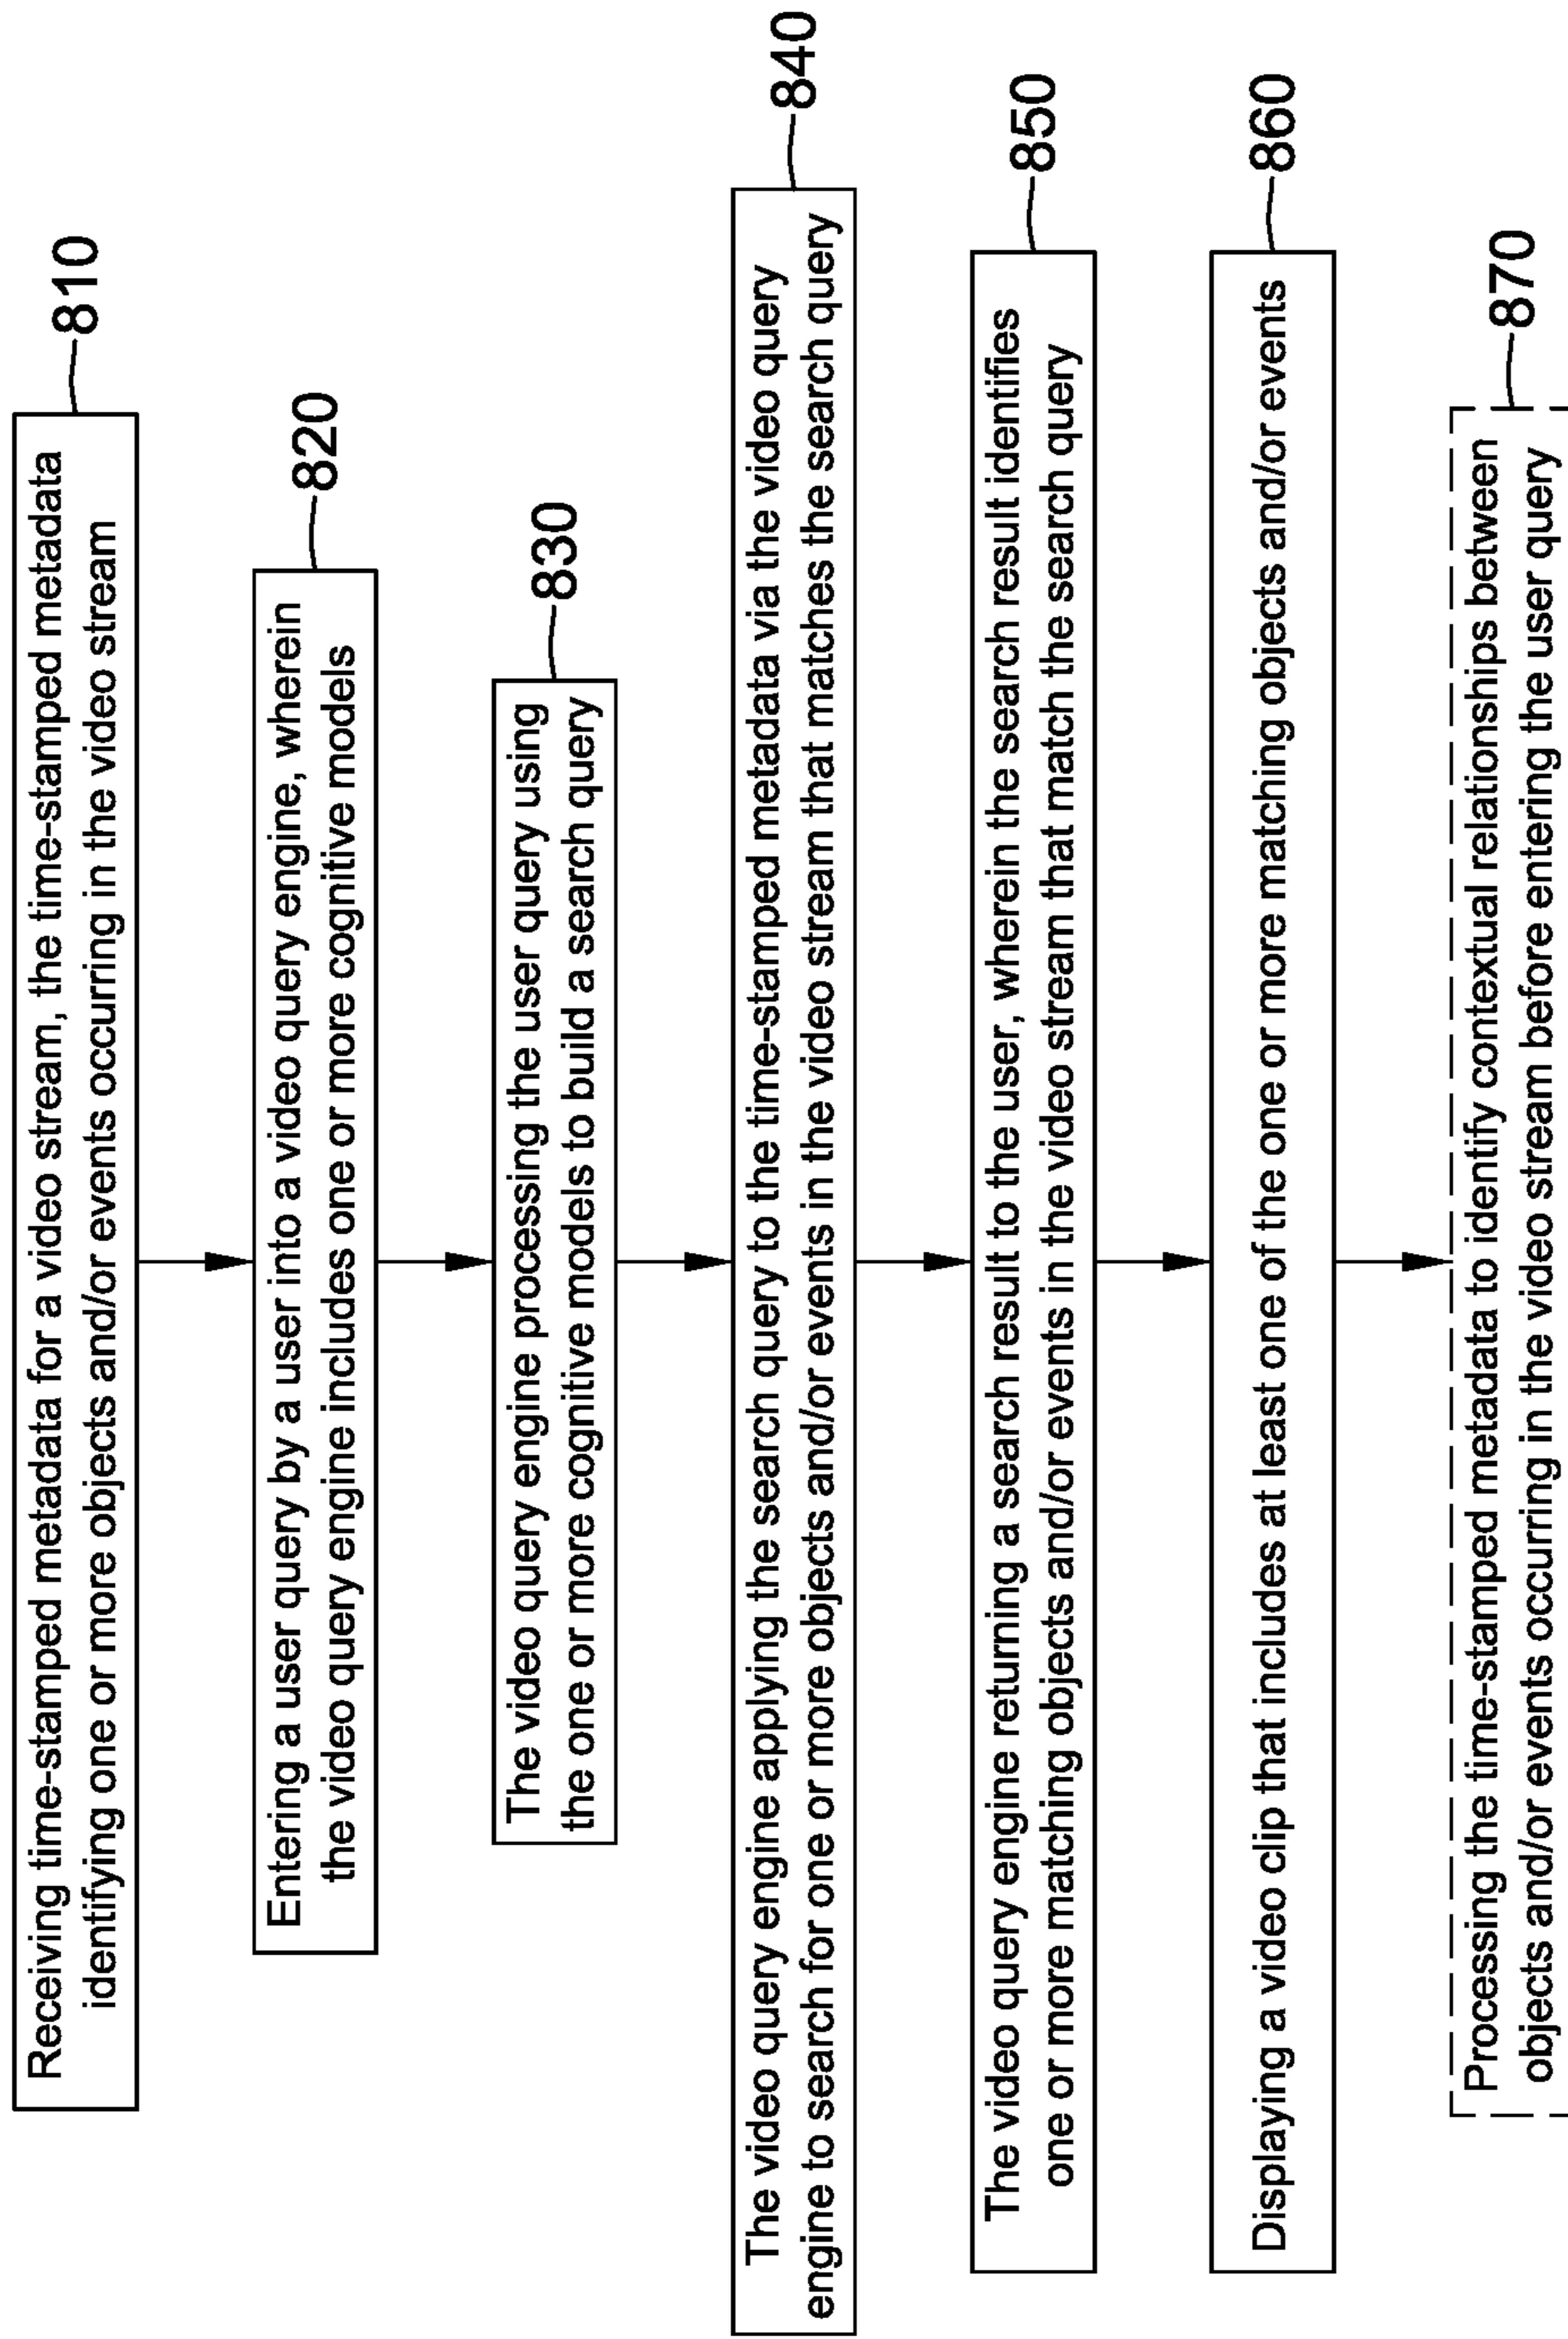 810
Receiving time-stamped metadata for a video stream, the time-stamped metadata
identifying one or more objects and/or events occurring in the video stream
820
Entering a user query by a user into a video query engine, wherein
the video query engine includes one or more cognitive models
830
The video query engine processing the user query using
the one or more cognitive models to build a search query
840
The video query engine applying the search query to the time-stamped metadata via the video query
engine to search for one or more objects and/or events in the video stream that matches the search query
850
The video query engine returning a search result to the user, wherein the search result identifies
one or more matching objects and/or events in the video stream that match the search query
860
Displaying a video clip that includes at least one of the one or more matching objects and/or events
870
Processing the time-stamped metadata to identify contextual relationships between
objects and/or events occurring in the video stream before entering the user query